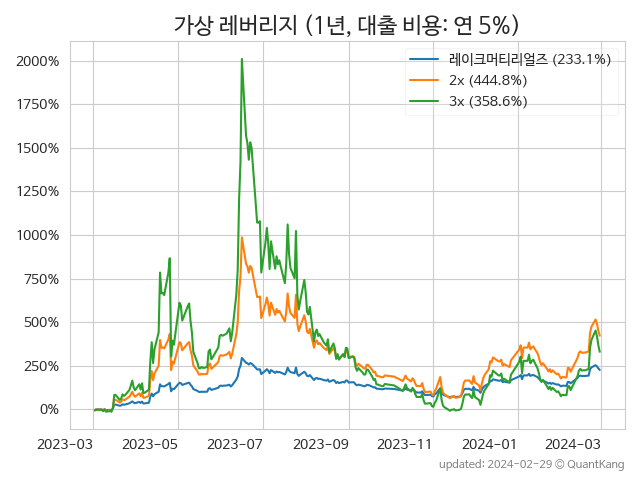 가상 레버리지 (1년, 대출 비용: 연 5%)
레이크머티리얼즈 (233.1%)
2x (444.8%)
3x (358.6%)
2000%
1750%
1500%
1250%
1000%
750%
500%
250%
0%
2023-03 2023-05 2023-07 2023-09 2023-11 2024-01 2024-03
updated: 2024-02-29 © QuantKang